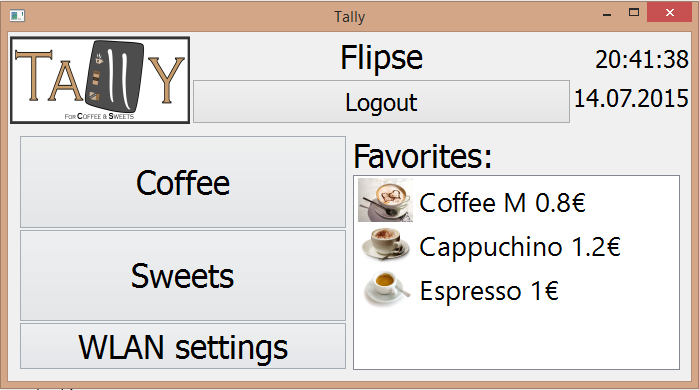 Tally
TALLY
FOR COFFEE & SWEETS
Flipse
20:41:38
Logout
14.07.2015
Coffee
Sweets
WLAN settings
Favorites:
Coffee M 0.8€
Cappuchino 1.2€
Espresso 1€